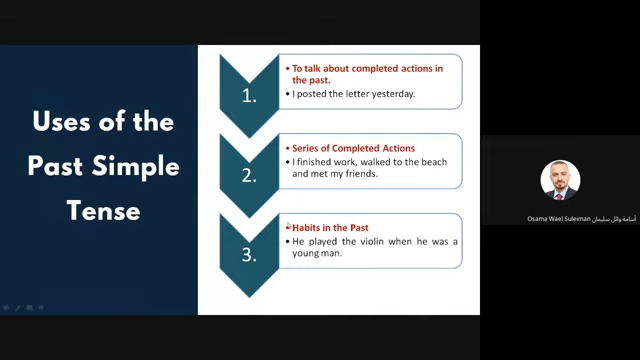 Uses of the
Past Simple
Tense
1.
• To talk about completed actions in
the past.
• I posted the letter yesterday.
2.
• Series of Completed Actions
• I finished work, walked to the beach
and met my friends.
3.
• Habits in the Past
• He played the violin when he was a
young man.
Osama Wael Suleiman أسامة وائل سليمان